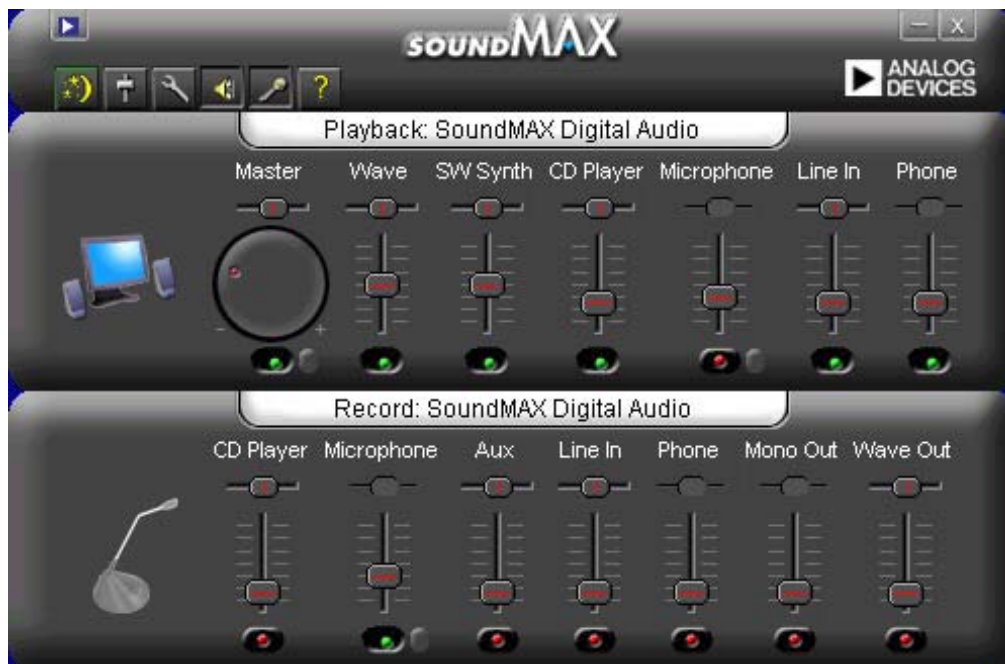 SOUNDMAX
X
?
ANALOG
DEVICES
Playback: SoundMAX Digital Audio
Master Wave SW Synth CD Player Microphone Line In Phone
- +
Record: SoundMAX Digital Audio
CD Player Microphone Aux Line In Phone Mono Out Wave Out